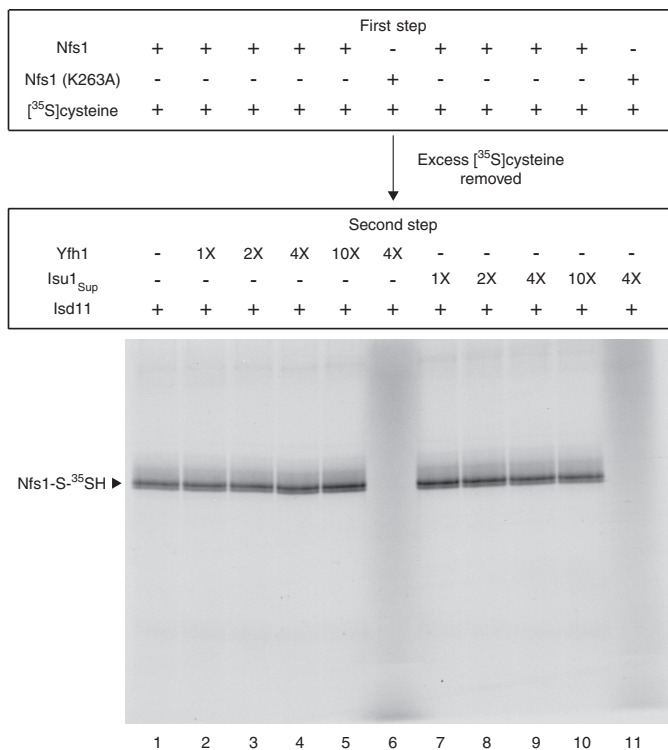 First step
Nfs1 + + + + + - + + + + -
Nfs1 (K263A) - - - - - + - - - - +
[³⁵S]cysteine + + + + + + + + + + +
Excess [³⁵S]cysteine
removed
Second step
Yfh1 - 1X 2X 4X 10X 4X - - - - -
Isu1Sup - - - - - - 1X 2X 4X 10X 4X
Isd11 + + + + + + + + + + +
Nfs1-S-³⁵SH
1 2 3 4 5 6 7 8 9 10 11